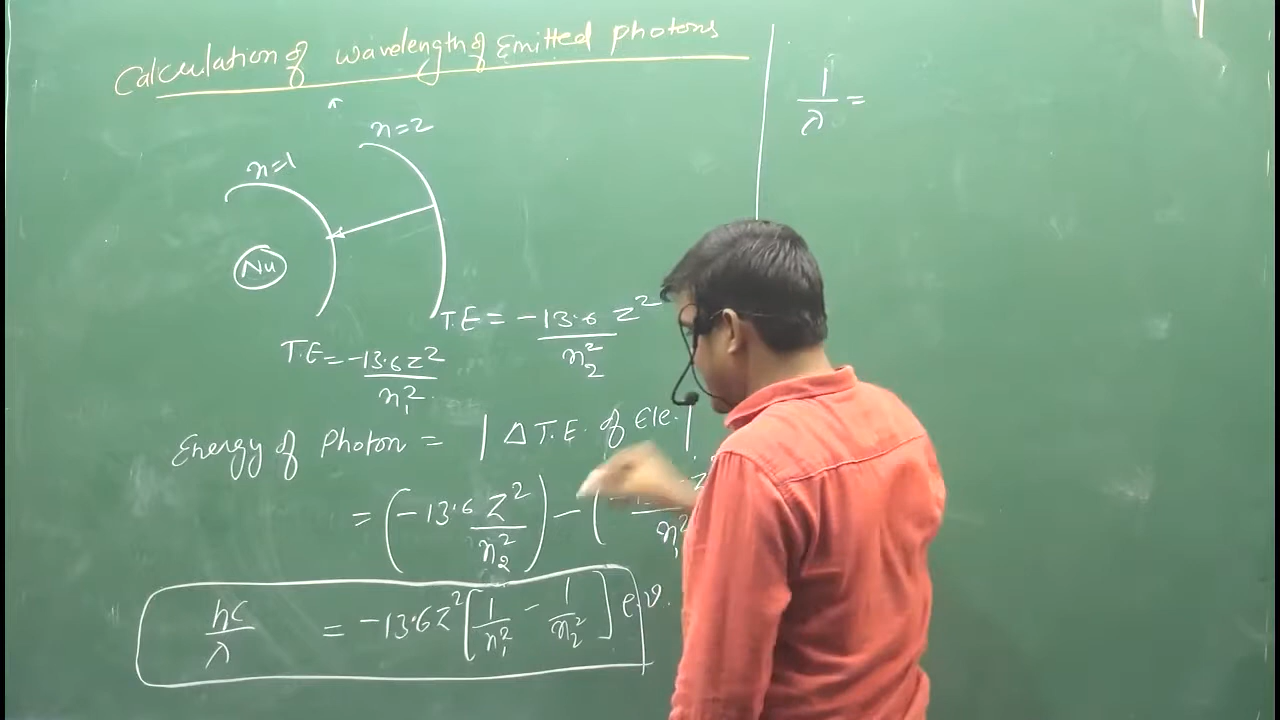 Calculation of wavelength of Emitted Photons
n=2
n=1
Nu
T.E = -13.6 Z² / n₂²
T.E = -13.6 Z² / n₁²
Energy of Photon = | Δ T.E. of Ele. |
= (-13.6 Z² / n₂²) - (
n₁²
hc / λ = -13.6 Z² [1 / n₁² - 1 / n₂²] e.v.
1 / λ =